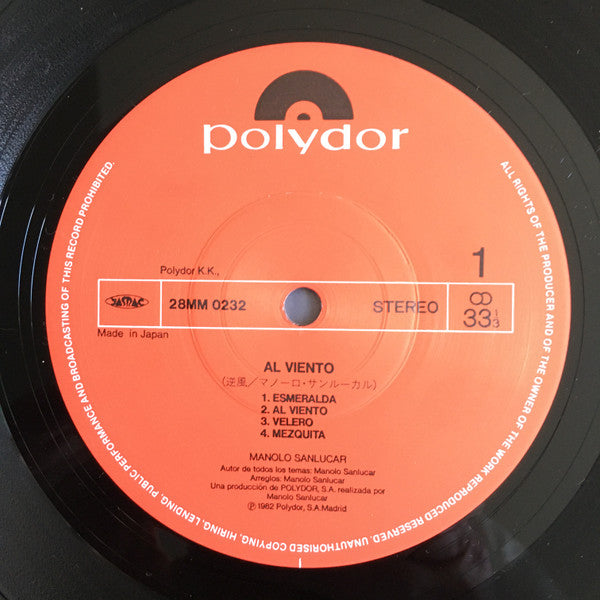 polydor
Polydor K.K.,
1
JASRAC
28MM 0232
STEREO
33 1/3
Made in Japan
AL VIENTO
(逆風／マノーロ・サンルーカル)
1. ESMERALDA
2. AL VIENTO
3. VELERO
4. MEZQUITA
MANOLO SANLUCAR
Autor de todos los temas: Manolo Sanlucar
Arreglos: Manolo Sanlucar
Una producción de POLYDOR, S.A. realizada por
Manolo Sanlucar
Ⓟ 1982 Polydor, S.A. Madrid
ALL RIGHTS OF THE PRODUCER AND OF THE OWNER OF THE WORK REPRODUCED RESERVED. UNAUTHORISED COPYING, HIRING, LENDING, PUBLIC PERFORMANCE AND BROADCASTING OF THIS RECORD PROHIBITED.